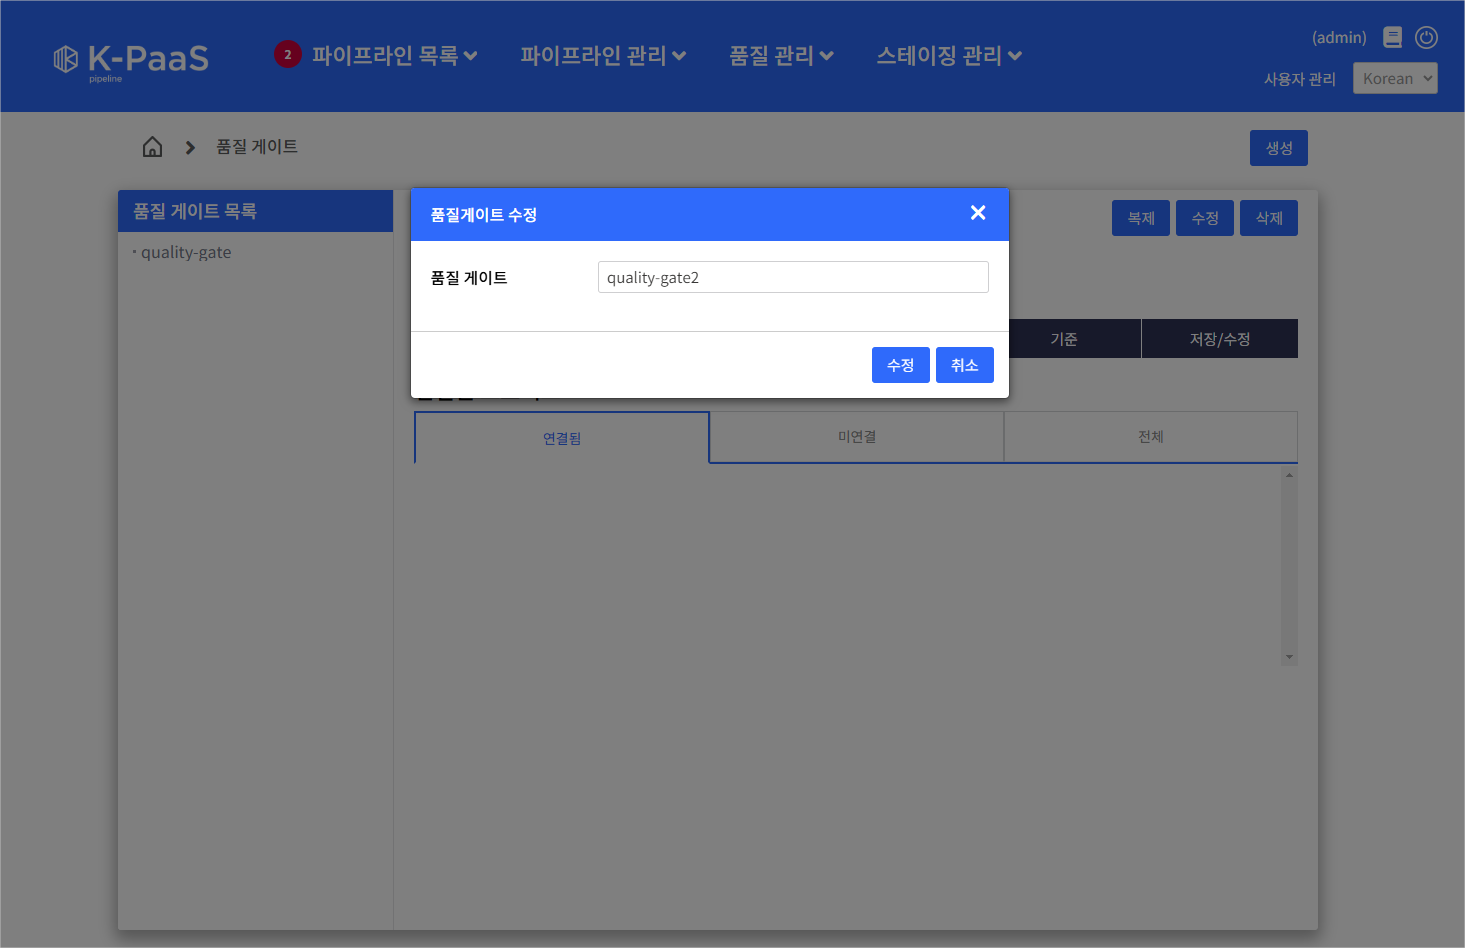 K-PaaS
pipeline
2
파이프라인 목록
파이프라인 관리
품질 관리
스테이징 관리
(admin)
사용자 관리
Korean
품질 게이트
생성
품질 게이트 목록
· quality-gate
복제
수정
삭제
품질게이트 수정
품질 게이트
quality-gate2
수정
취소
기준
저장/수정
연결됨
미연결
전체